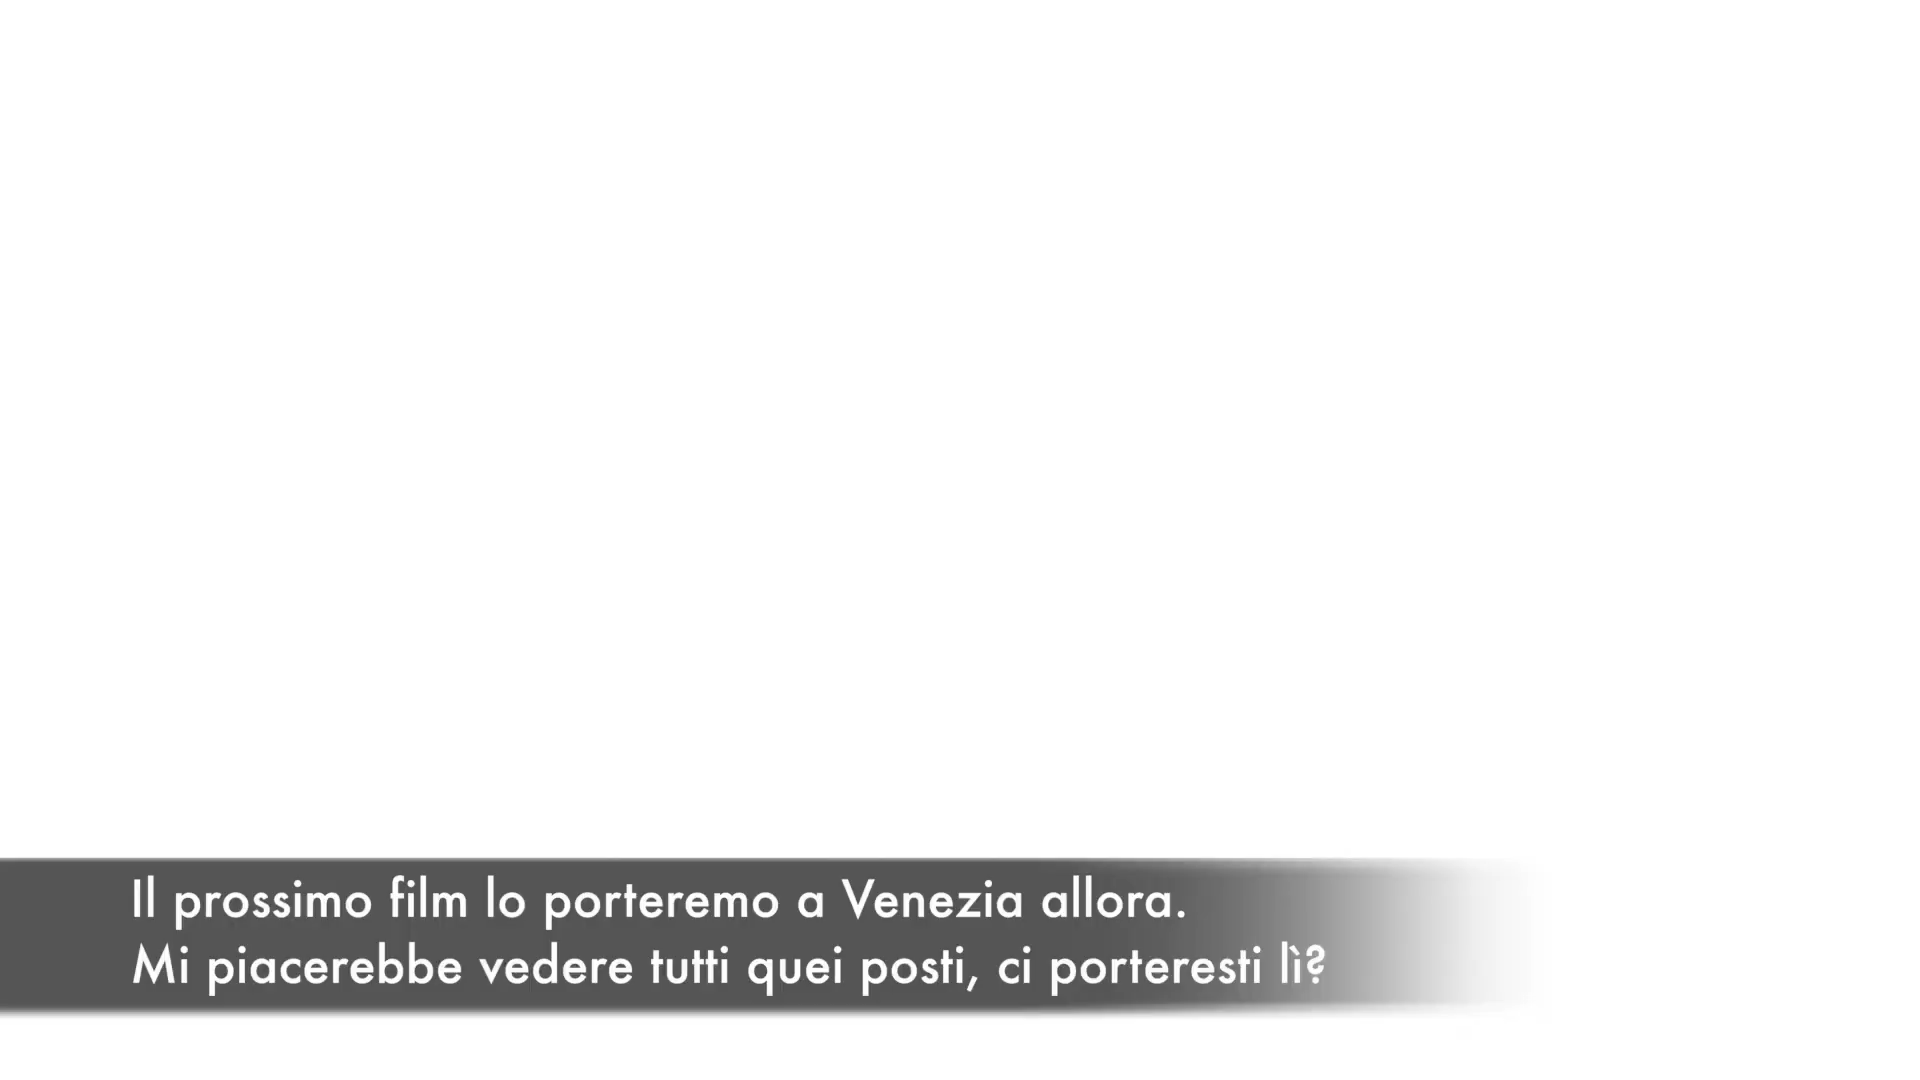 Il prossimo film lo porteremo a Venezia allora.
Mi piacerebbe vedere tutti quei posti, ci porteresti lì?